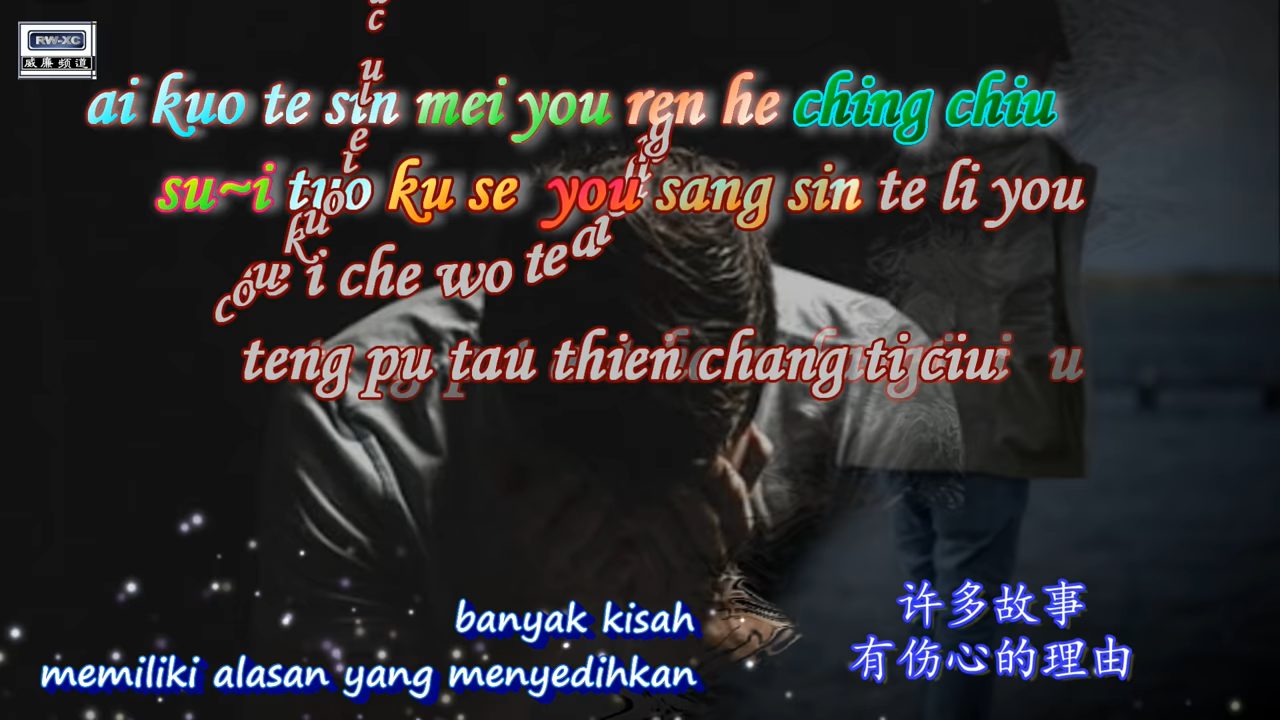 RW-XC
威廉频道
ai kuo te sin mei you ren he ching chiu
su~i tuo ku se you sang sin te li you
i che wo te ai
teng pu tau thien chang ti ciu
banyak kisah
memiliki alasan yang menyedihkan
许多故事
有伤心的理由